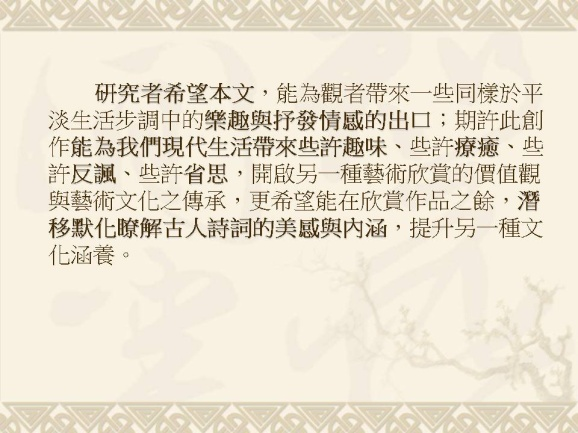 研究者希望本文，能為觀者帶來一些同樣於平
淡生活步調中的樂趣與抒發情感的出口；期許此創
作能為我們現代生活帶來些許趣味、些許療癒、些
許反諷、些許省思，開啟另一種藝術欣賞的價值觀
與藝術文化之傳承，更希望能在欣賞作品之餘，潛
移默化瞭解古人詩詞的美感與內涵，提升另一種文
化涵養。